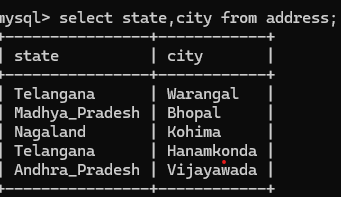 mysql> select state,city from address;
+----------------+------------+
| state          | city       |
+----------------+------------+
| Telangana      | Warangal   |
| Madhya_Pradesh | Bhopal     |
| Nagaland       | Kohima     |
| Telangana      | Hanamkonda |
| Andhra_Pradesh | Vijayawada |
+----------------+------------+